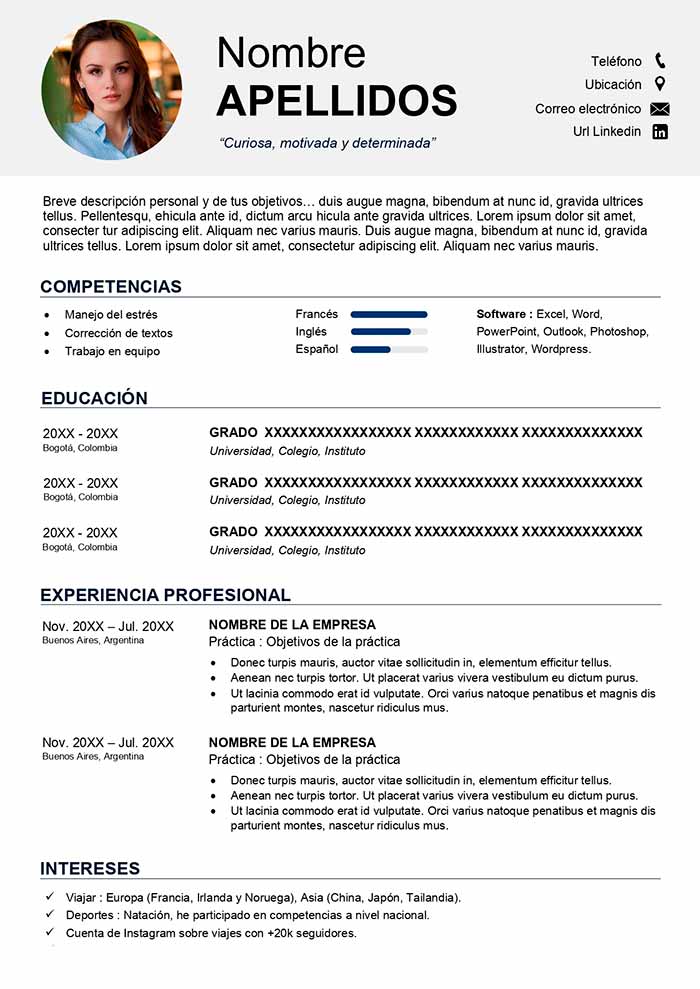 Nombre
APELLIDOS
“Curiosa, motivada y determinada”
Teléfono
Ubicación
Correo electrónico
Url Linkedin
Breve descripción personal y de tus objetivos… duis augue magna, bibendum at nunc id, gravida ultrices
tellus. Pellentesqu, ehicula ante id, dictum arcu hicula ante gravida ultrices. Lorem ipsum dolor sit amet,
consecter tur adipiscing elit. Aliquam nec varius mauris. Duis augue magna, bibendum at nunc id, gravida
ultrices tellus. Lorem ipsum dolor sit amet, consectetur adipiscing elit. Aliquam nec varius mauris.
COMPETENCIAS
• Manejo del estrés
• Corrección de textos
• Trabajo en equipo
Francés
Inglés
Español
Software : Excel, Word,
PowerPoint, Outlook, Photoshop,
Illustrator, Wordpress.
EDUCACIÓN
20XX - 20XX
Bogotá, Colombia
GRADO XXXXXXXXXXXXXXXXX XXXXXXXXXXXX XXXXXXXXXXXXXX
Universidad, Colegio, Instituto
20XX - 20XX
Bogotá, Colombia
GRADO XXXXXXXXXXXXXXXXX XXXXXXXXXXXX XXXXXXXXXXXXXX
Universidad, Colegio, Instituto
20XX - 20XX
Bogotá, Colombia
GRADO XXXXXXXXXXXXXXXXX XXXXXXXXXXXX XXXXXXXXXXXXXX
Universidad, Colegio, Instituto
EXPERIENCIA PROFESIONAL
Nov. 20XX – Jul. 20XX
Buenos Aires, Argentina
NOMBRE DE LA EMPRESA
Práctica : Objetivos de la práctica
• Donec turpis mauris, auctor vitae sollicitudin in, elementum efficitur tellus.
• Aenean nec turpis tortor. Ut placerat varius vivera vestibulum eu dictum purus.
• Ut lacinia commodo erat id vulputate. Orci varius natoque penatibus et magnis dis
parturient montes, nascetur ridiculus mus.
Nov. 20XX – Jul. 20XX
Buenos Aires, Argentina
NOMBRE DE LA EMPRESA
Práctica : Objetivos de la práctica
• Donec turpis mauris, auctor vitae sollicitudin in, elementum efficitur tellus.
• Aenean nec turpis tortor. Ut placerat varius vivera vestibulum eu dictum purus.
• Ut lacinia commodo erat id vulputate. Orci varius natoque penatibus et magnis dis
parturient montes, nascetur ridiculus mus.
INTERESES
✓ Viajar : Europa (Francia, Irlanda y Noruega), Asia (China, Japón, Tailandia).
✓ Deportes : Natación, he participado en competencias a nivel nacional.
✓ Cuenta de Instagram sobre viajes con +20k seguidores.